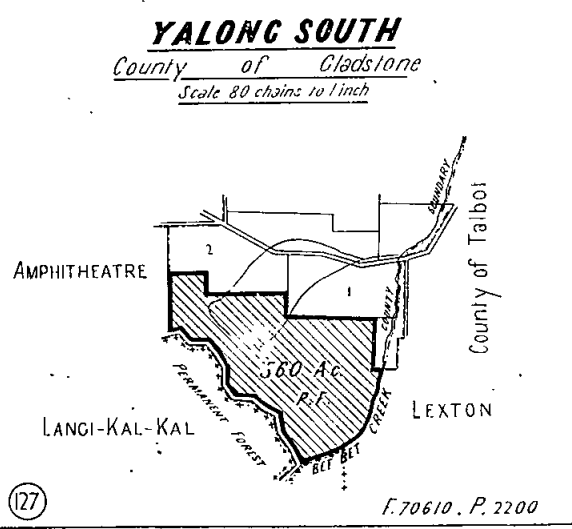 YALONG SOUTH
County of Gladstone
Scale 80 chains to 1 inch
BOUNDARY
County of Talbot
2
AMPHITHEATRE
1
COUNTY
560 Ac.
P.F.
PERMANENT FOREST
CREEK
LEXTON
LANGI-KAL-KAL
BET BET
127
F.70610. P.2200